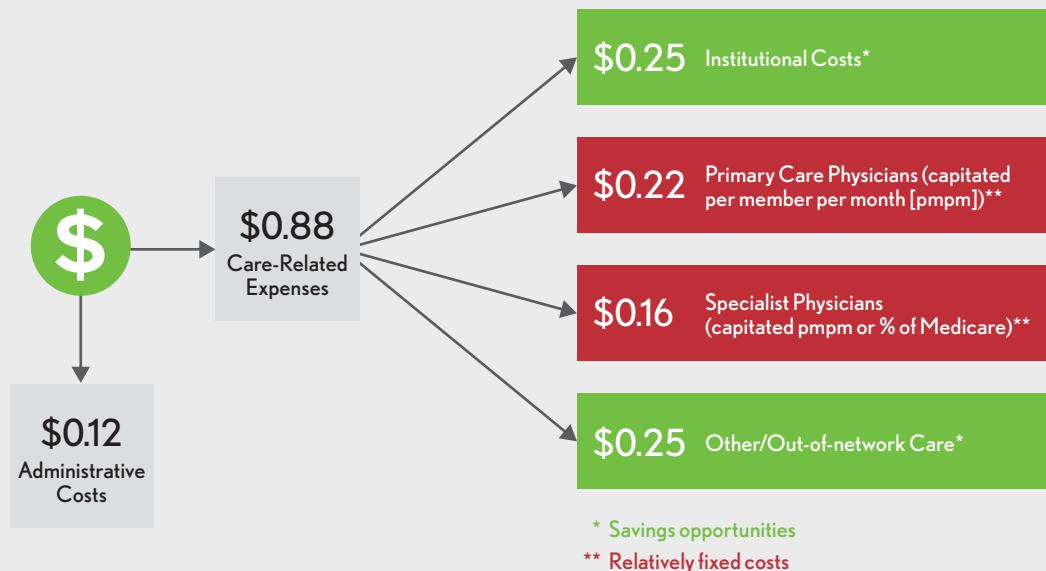 $0.25 Institutional Costs*
$0.22 Primary Care Physicians (capitated
per member per month [pmpm])**
$
$0.88
Care-Related
Expenses
$0.16 Specialist Physicians
(capitated pmpm or % of Medicare)**
$0.12
Administrative
Costs
$0.25 Other/Out-of-network Care*
* Savings opportunities
** Relatively fixed costs